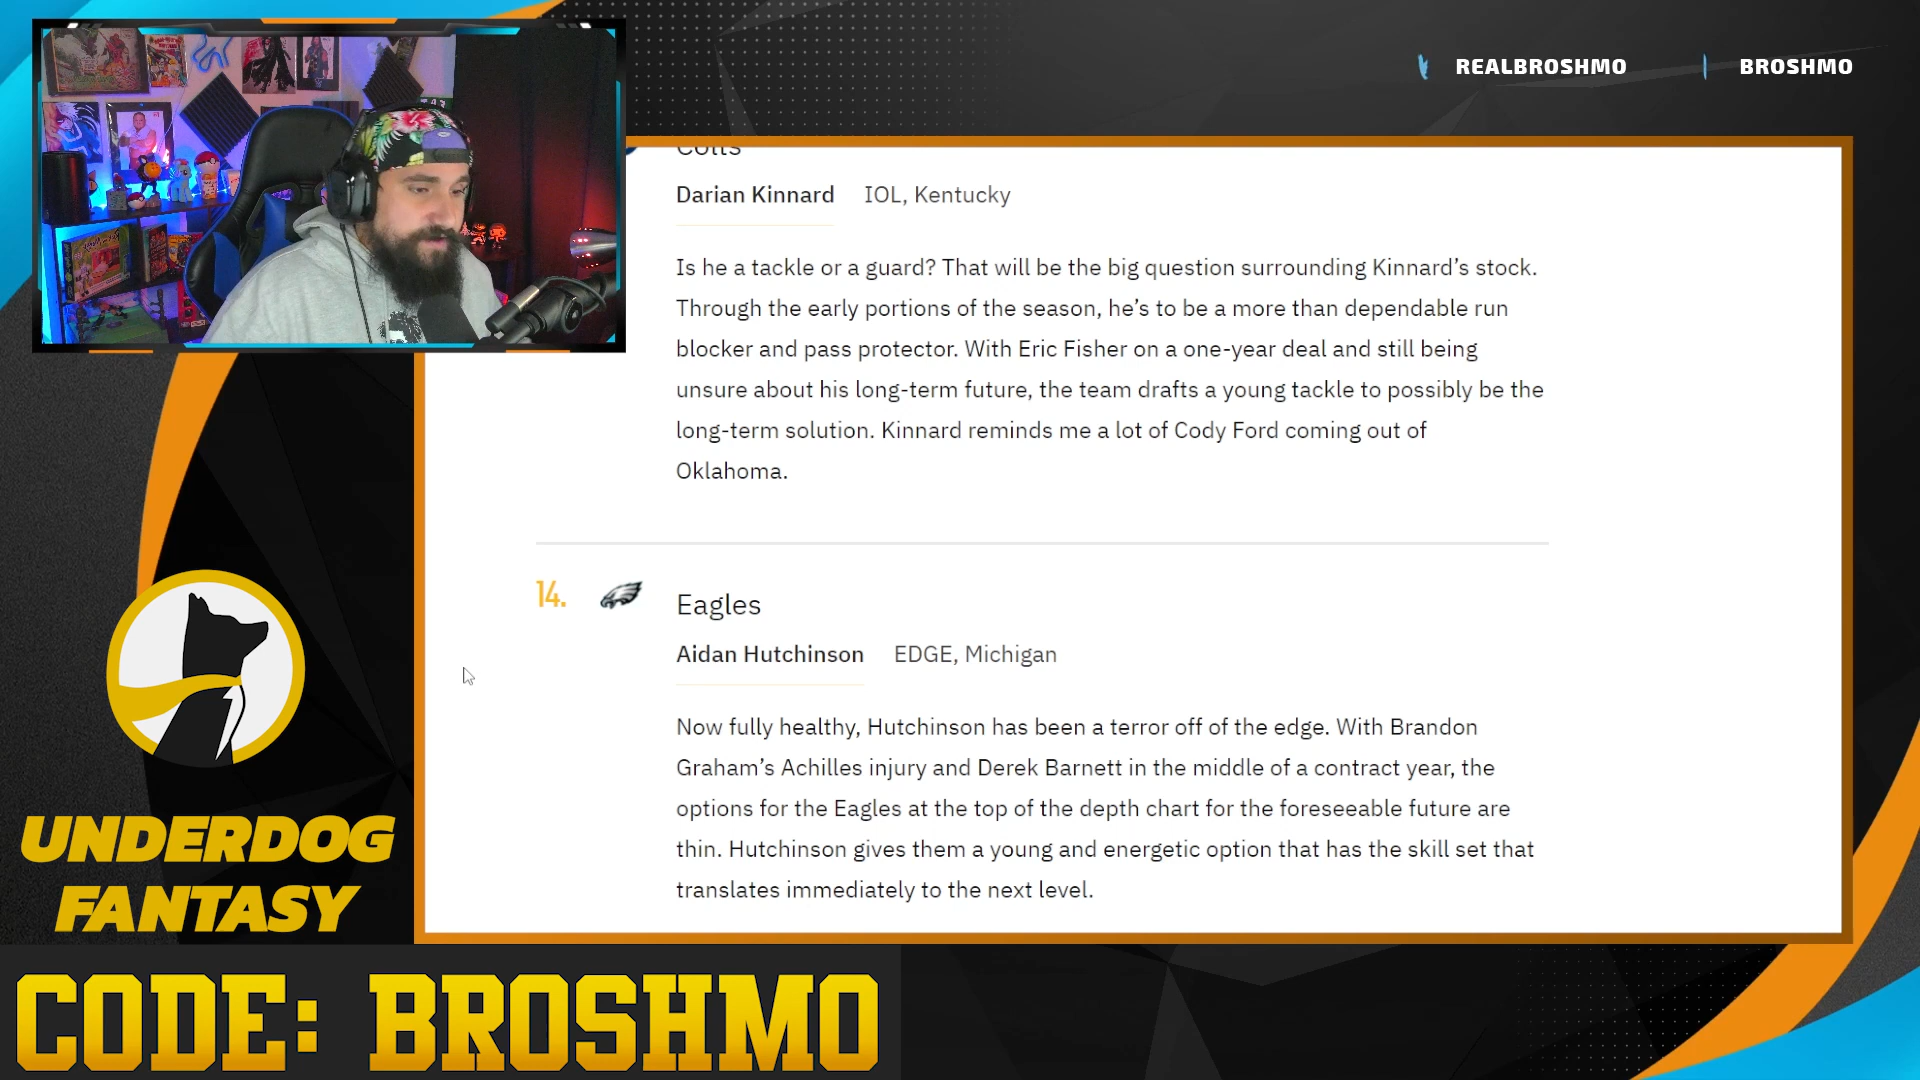 REALBROSHMO
BROSHMO
Colts
Darian Kinnard IOL, Kentucky
Is he a tackle or a guard? That will be the big question surrounding Kinnard’s stock.
Through the early portions of the season, he’s to be a more than dependable run
blocker and pass protector. With Eric Fisher on a one-year deal and still being
unsure about his long-term future, the team drafts a young tackle to possibly be the
long-term solution. Kinnard reminds me a lot of Cody Ford coming out of
Oklahoma.
14.
Eagles
Aidan Hutchinson EDGE, Michigan
Now fully healthy, Hutchinson has been a terror off of the edge. With Brandon
Graham’s Achilles injury and Derek Barnett in the middle of a contract year, the
options for the Eagles at the top of the depth chart for the foreseeable future are
thin. Hutchinson gives them a young and energetic option that has the skill set that
translates immediately to the next level.
UNDERDOG
FANTASY
CODE: BROSHMO